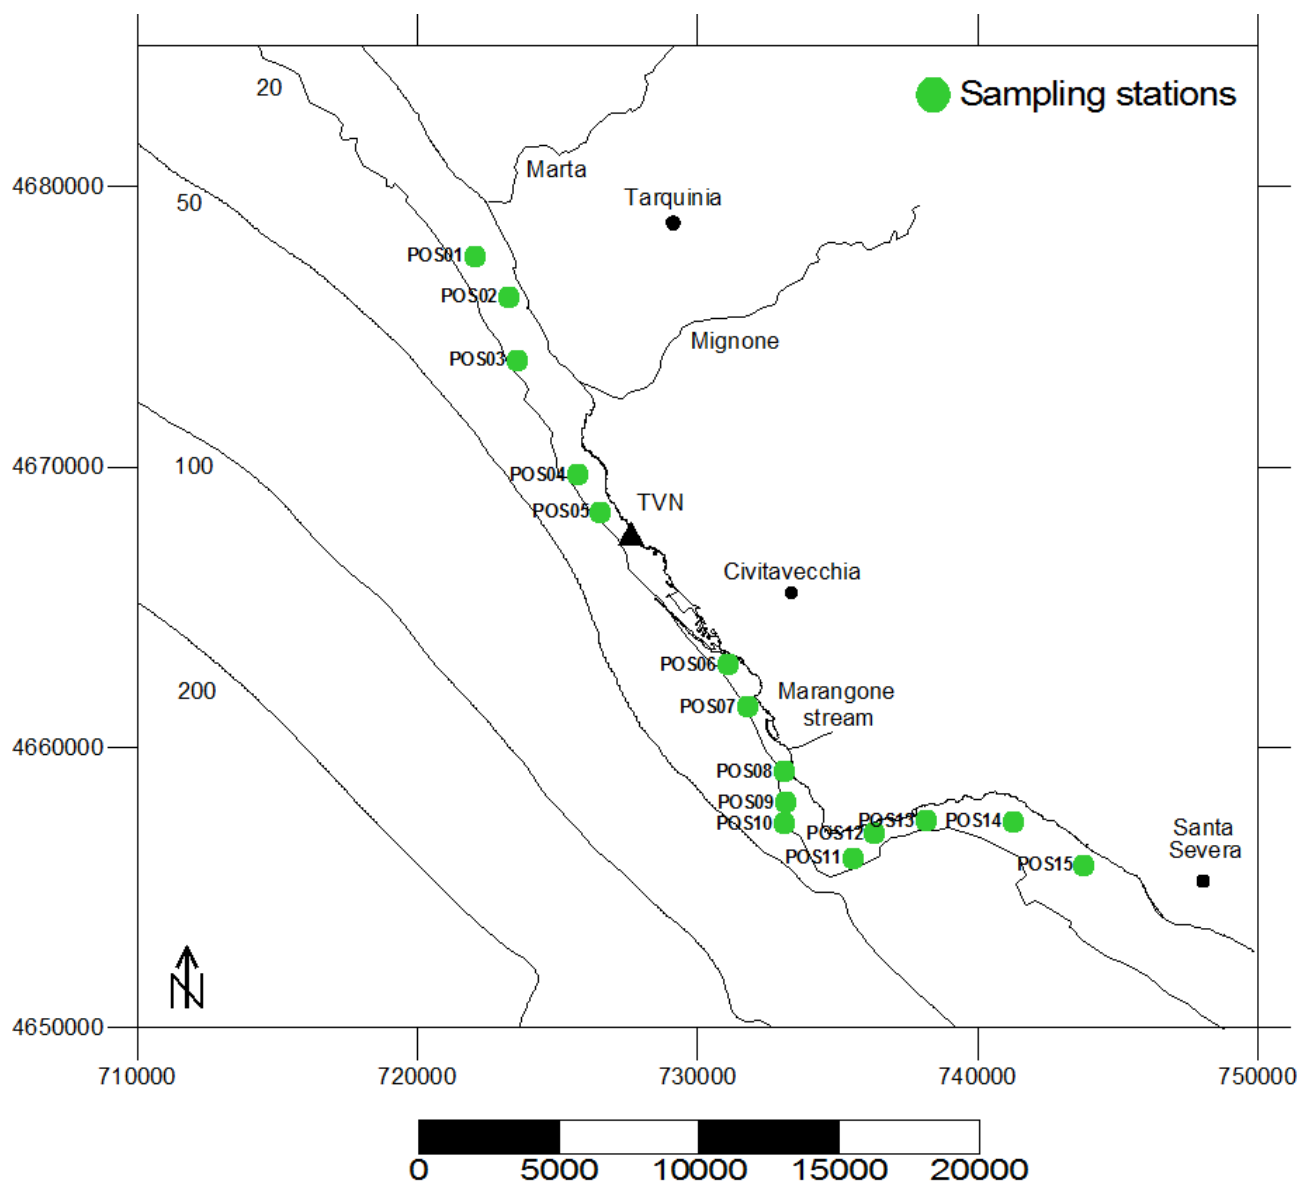 20
Sampling stations
Marta
4680000
Tarquinia
50
POS01
POS02
Mignone
POS03
4670000
100
POS04
TVN
POS05
Civitavecchia
POS06
200
Marangone
stream
POS07
4660000
POS08
POS09
POS10
POS12
POS13
POS14
Santa
Severa
POS11
POS15
N
4650000
710000
720000
730000
740000
750000
0
5000
10000
15000
20000